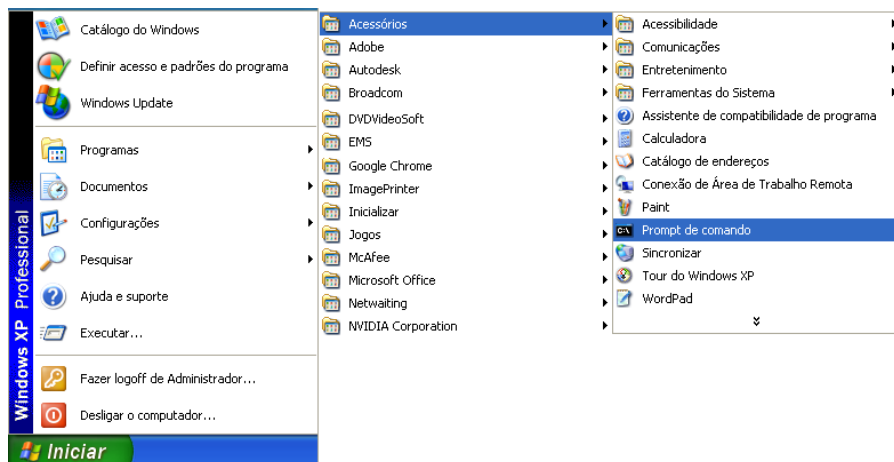 Catálogo do Windows
Definir acesso e padrões do programa
Windows Update
Programas
Documentos
Configurações
Pesquisar
Ajuda e suporte
Executar...
Fazer logoff de Administrador...
Desligar o computador...
Windows XP Professional
Iniciar
Acessórios
Adobe
Autodesk
Broadcom
DVDVideoSoft
EMS
Google Chrome
ImagePrinter
Inicializar
Jogos
McAfee
Microsoft Office
Netwaiting
NVIDIA Corporation
Acessibilidade
Comunicações
Entretenimento
Ferramentas do Sistema
Assistente de compatibilidade de programa
Calculadora
Catálogo de endereços
Conexão de Área de Trabalho Remota
Paint
Prompt de comando
Sincronizar
Tour do Windows XP
WordPad